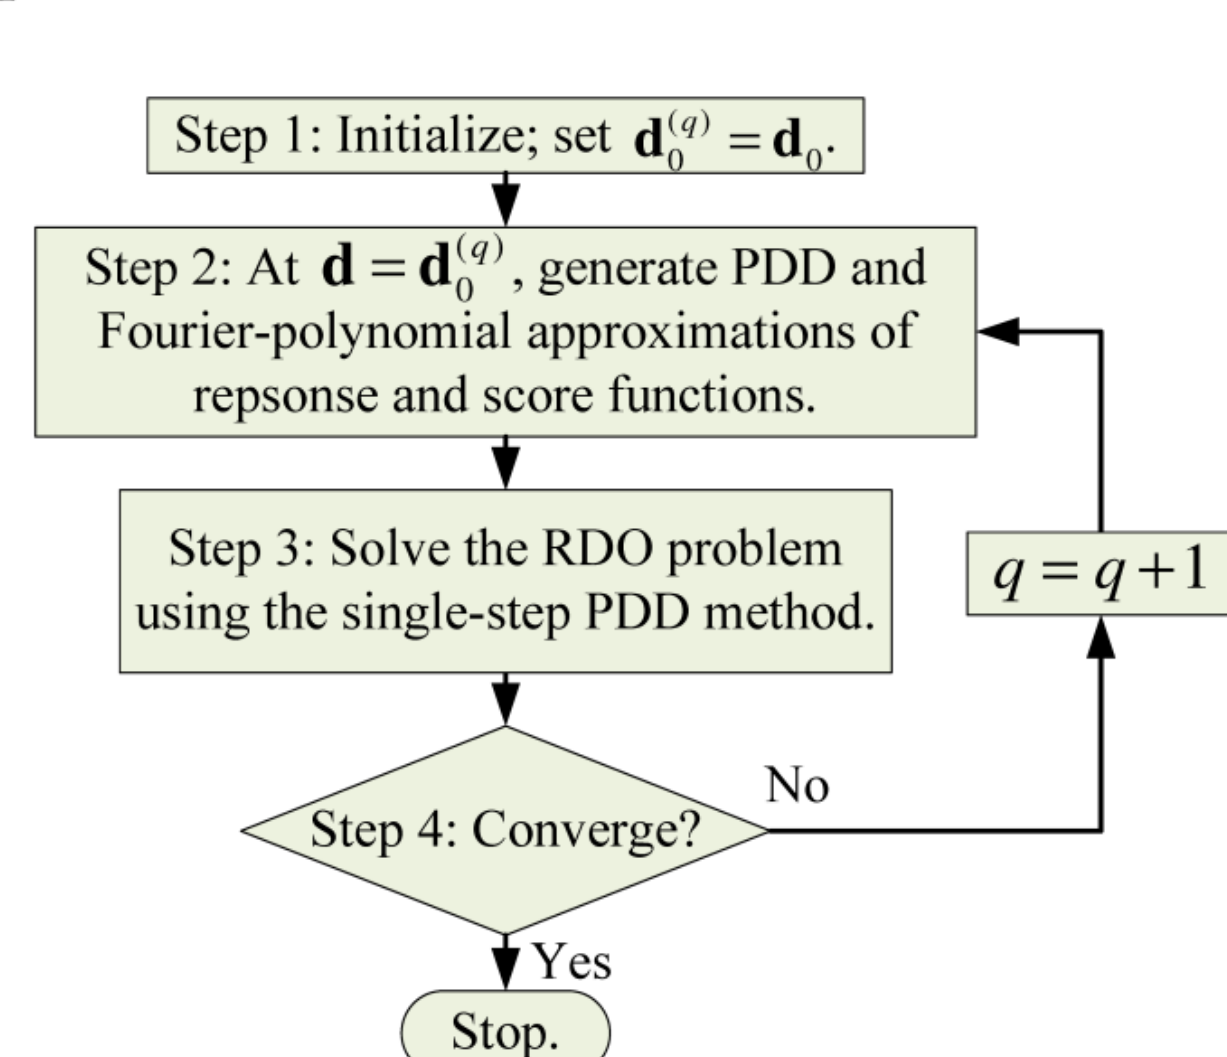 Step 1: Initialize; set d₀⁽q⁾ = d₀.
Step 2: At d = d₀⁽q⁾, generate PDD and
Fourier-polynomial approximations of
repsonse and score functions.
Step 3: Solve the RDO problem
using the single-step PDD method.
q = q + 1
No
Step 4: Converge?
Yes
Stop.